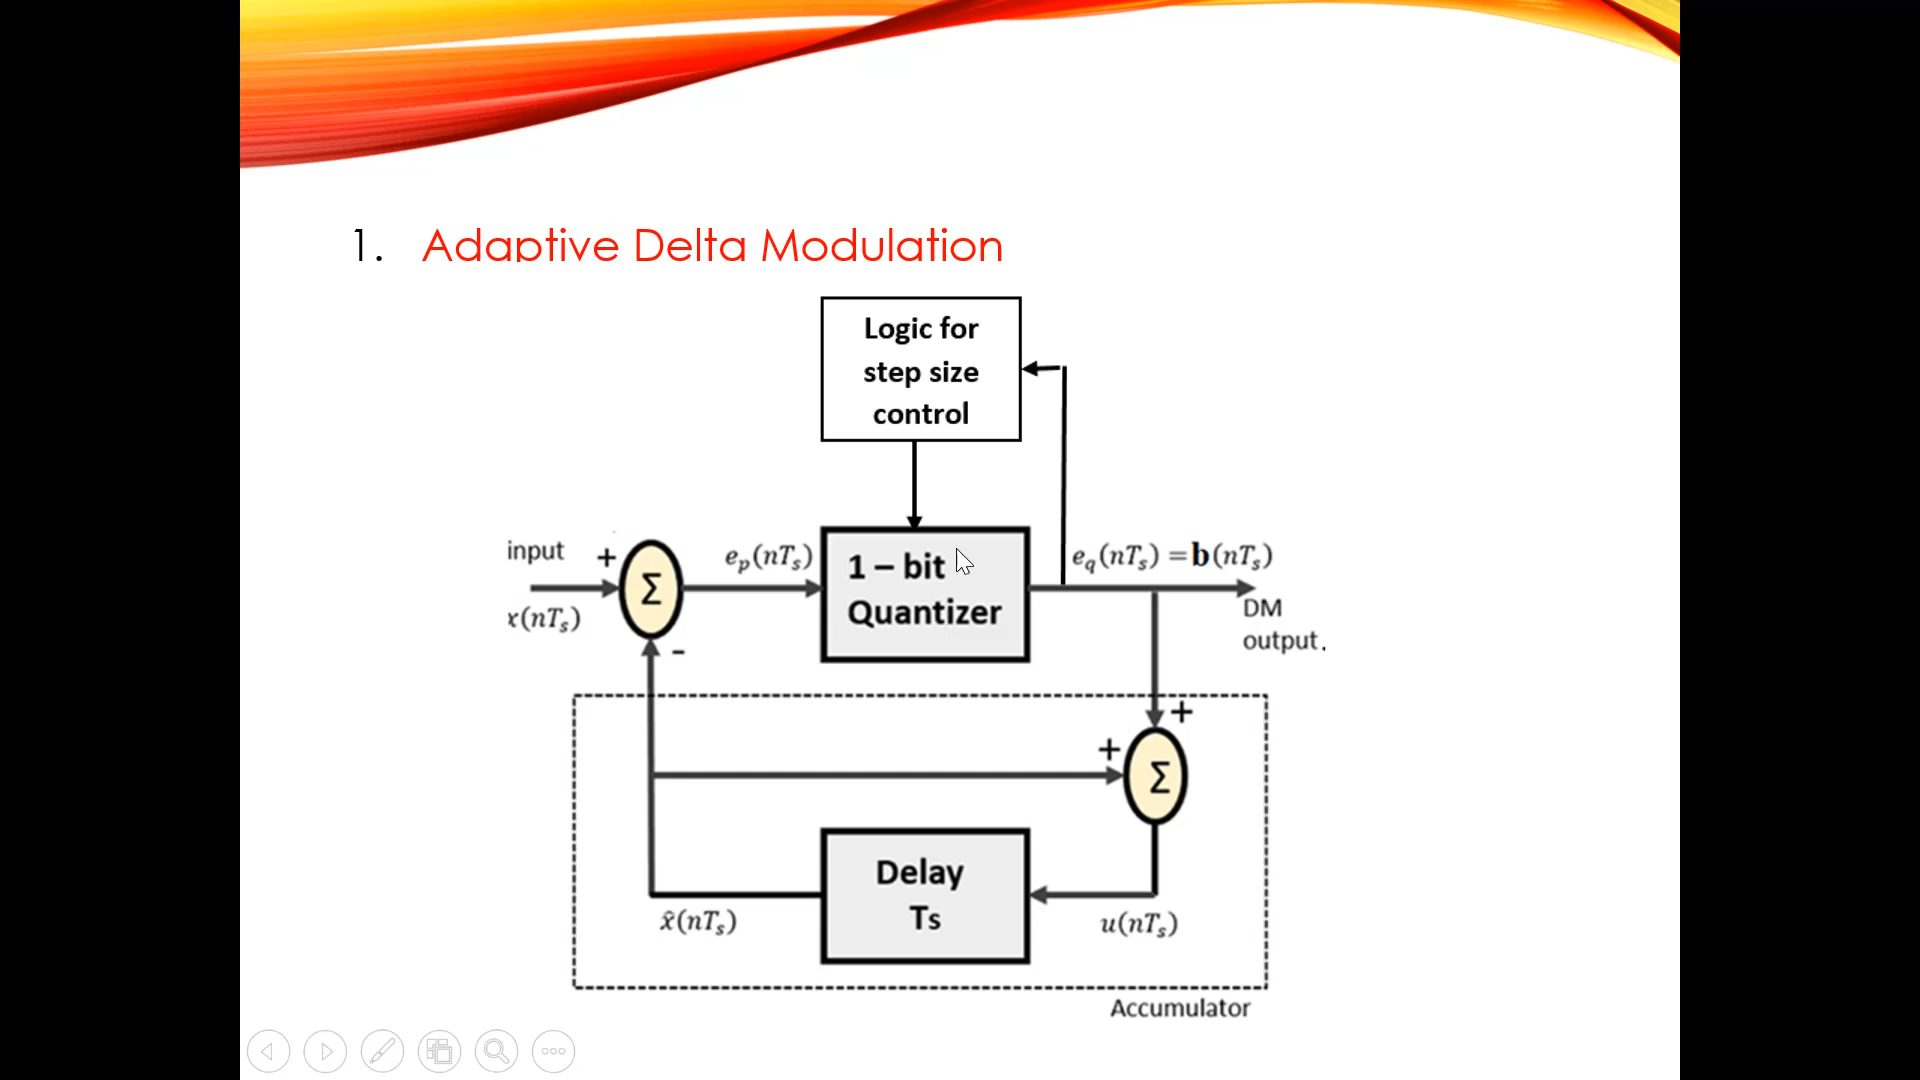 1. Adaptive Delta Modulation
Logic for
step size
control
input
+
x(nTₛ)
Σ
-
eₚ(nTₛ)
1 – bit
Quantizer
e_q(nTₛ) = b(nTₛ)
DM
output.
+
+
Σ
Delay
Ts
x̂(nTₛ)
u(nTₛ)
Accumulator